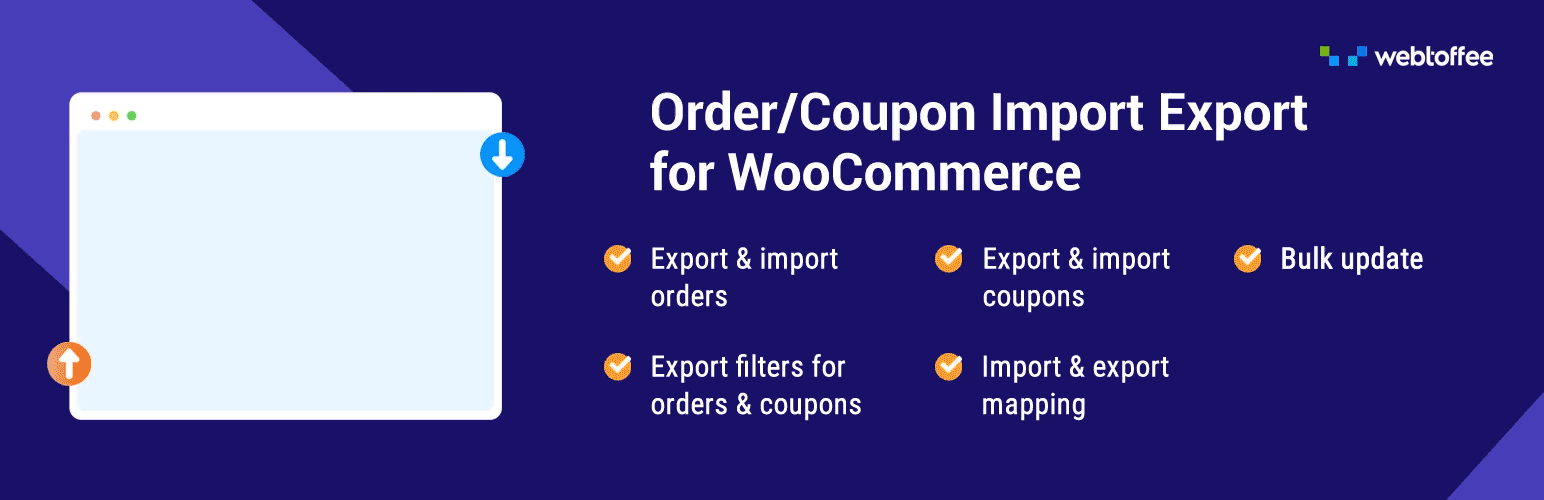 webtoffee
Order/Coupon Import Export
for WooCommerce
Export & import
orders
Export & import
coupons
Bulk update
Export filters for
orders & coupons
Import & export
mapping